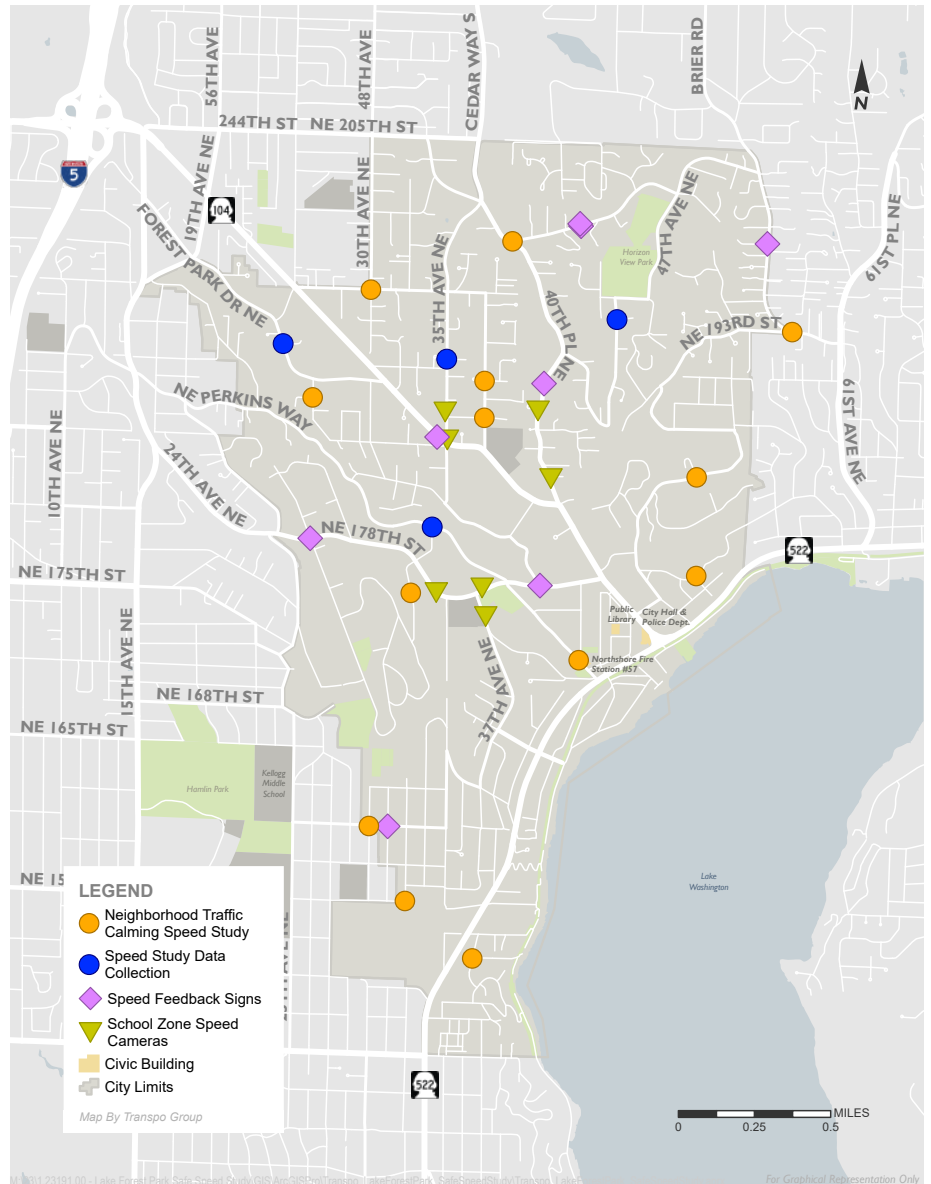 56TH AVE
48TH AVE
CEDAR WAY S
BRIER RD
N
244TH ST
NE 205TH ST
5
19TH AVE NE
104
30TH AVE NE
FOREST PARK DR NE
35TH AVE NE
40TH PL NE
47TH AVE NE
61ST PL NE
Horizon
View Park
NE 193RD ST
NE PERKINS WAY
10TH AVE NE
24TH AVE NE
61ST AVE NE
NE 178TH ST
522
NE 175TH ST
15TH AVE NE
Public
Library
City Hall &
Police Dept.
Northshore Fire
Station #57
37TH AVE NE
NE 168TH ST
NE 165TH ST
Hamlin Park
Kellogg
Middle
School
Lake
Washington
NE 15
LEGEND
Neighborhood Traffic
Calming Speed Study
Speed Study Data
Collection
Speed Feedback Signs
School Zone Speed
Cameras
Civic Building
City Limits
Map By Transpo Group
522
MILES
0
0.25
0.5
For Graphical Representation Only